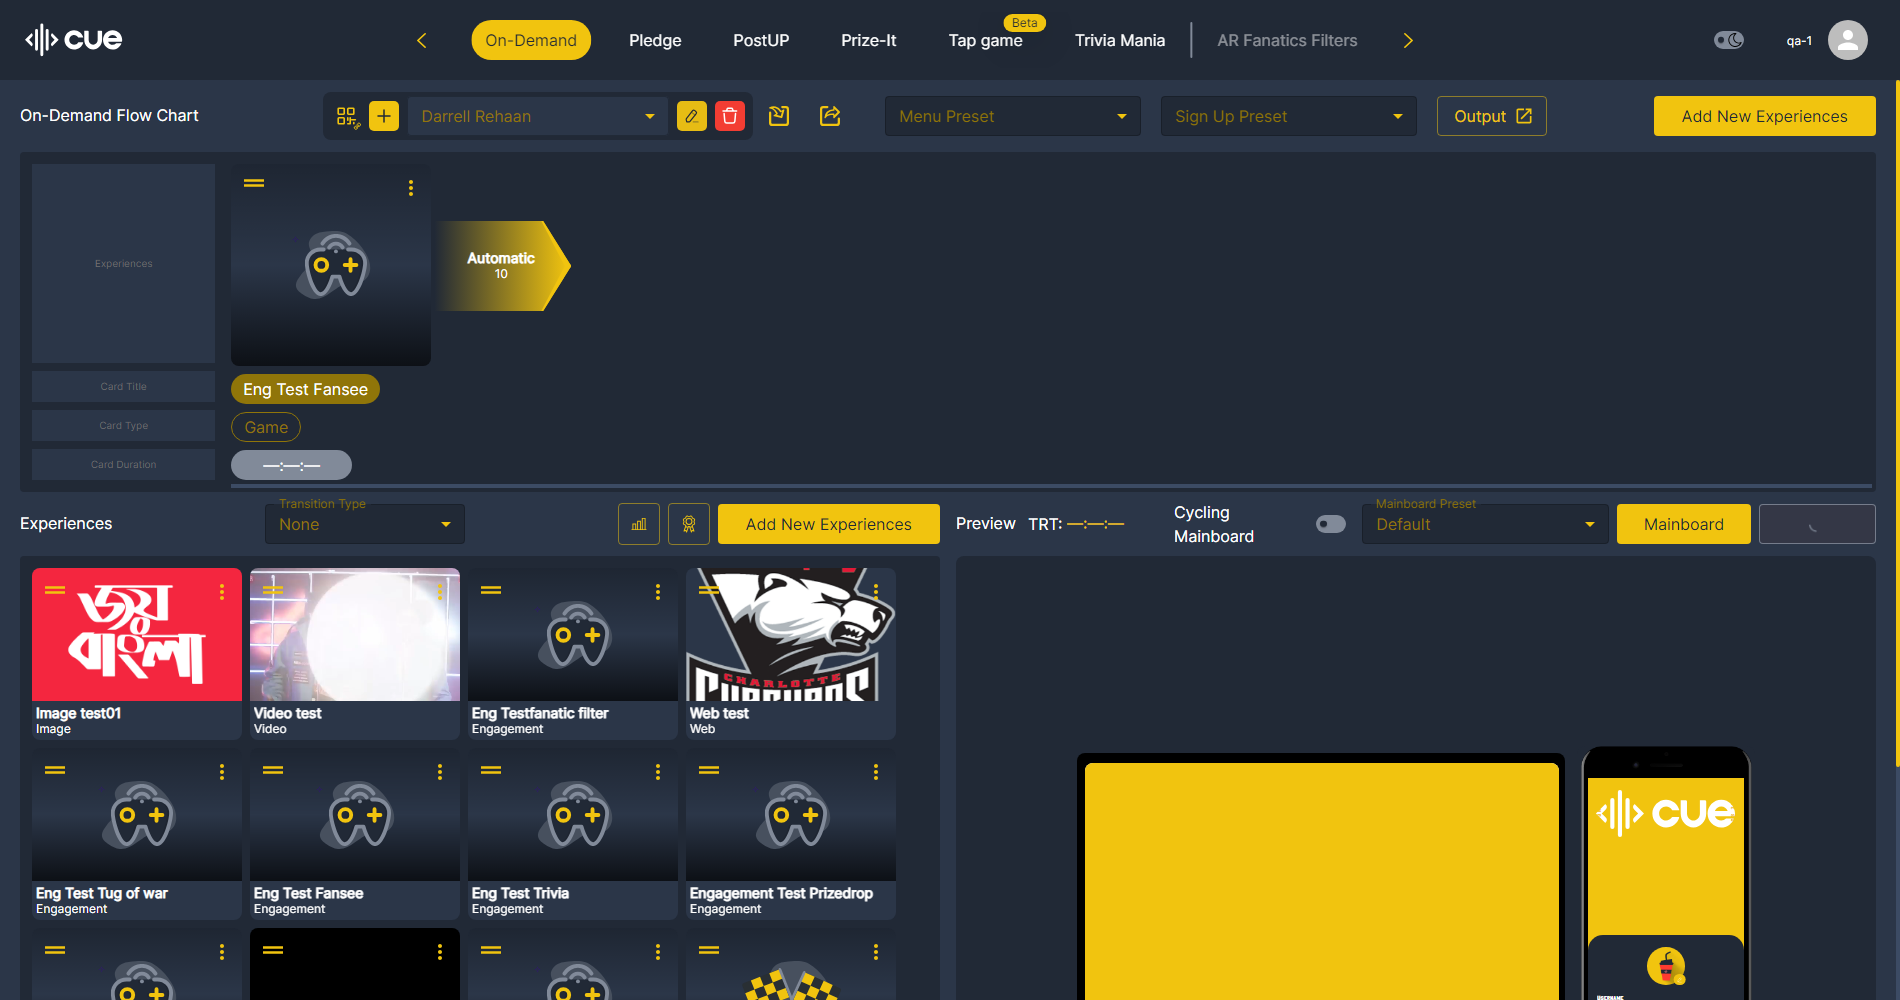 cue
On-Demand
Pledge
PostUP
Prize-It
Tap game
Beta
Trivia Mania
AR Fanatics Filters
qa-1
On-Demand Flow Chart
Darrell Rehaan
Menu Preset
Sign Up Preset
Output
Add New Experiences
Experiences
Automatic
10
Card Title
Eng Test Fansee
Card Type
Game
Card Duration
—:—:—
Experiences
Transition Type
None
Add New Experiences
Preview
TRT: —:—:—
Cycling
Mainboard
Mainboard Preset
Default
Mainboard
জয়
বাংলা
CHARLOTTE
Image test01
Image
Video test
Video
Eng Testfanatic filter
Engagement
Web test
Web
Eng Test Tug of war
Engagement
Eng Test Fansee
Engagement
Eng Test Trivia
Engagement
Engagement Test Prizedrop
Engagement
cue
USERNAME